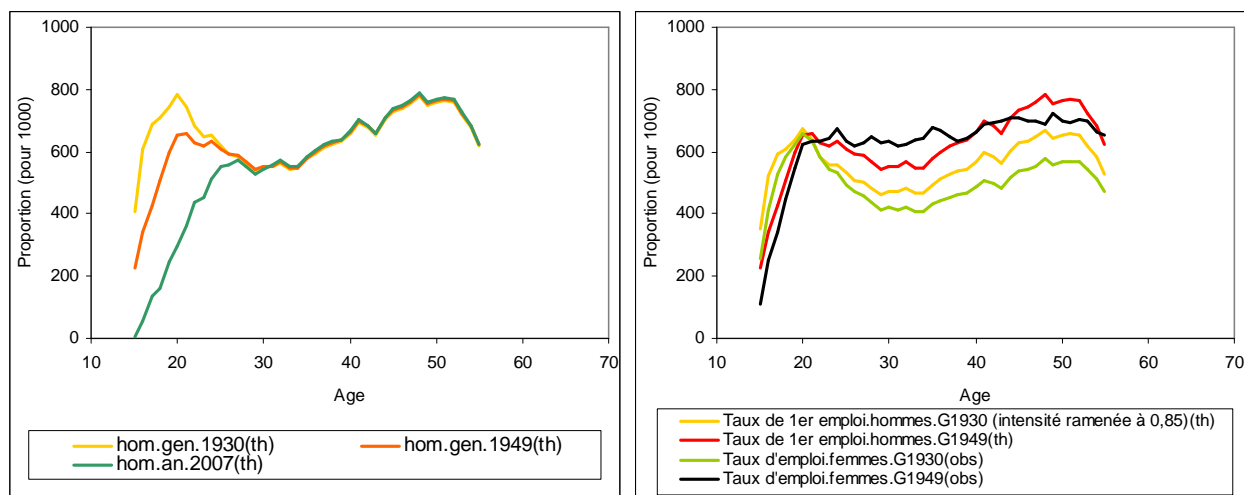 1000
800
600
400
200
0
Proportion (pour 1000)
10 20 30 40 50 60 70
Age
hom.gen.1930(th) hom.gen.1949(th)
hom.an.2007(th)
1000
800
600
400
200
0
Proportion (pour 1000)
10 20 30 40 50 60 70
Age
Taux de 1er emploi.hommes.G1930 (intensité ramenée à 0,85)(th)
Taux de 1er emploi.hommes.G1949(th)
Taux d'emploi.femmes.G1930(obs)
Taux d'emploi.femmes.G1949(obs)